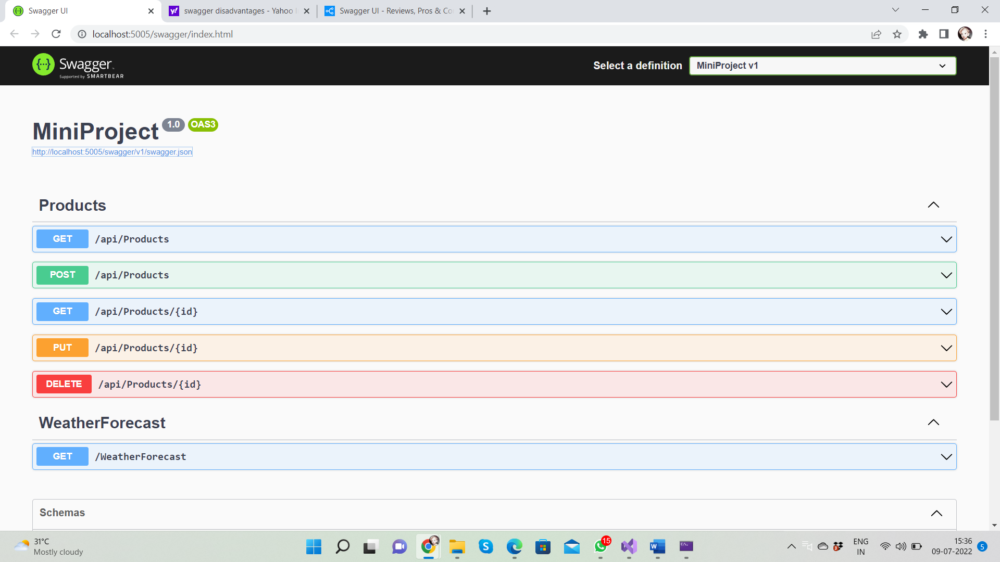 Swagger UI
swagger disadvantages - Yahoo
Swagger UI - Reviews, Pros & Co
localhost:5005/swagger/index.html
Swagger
Supported by SMARTBEAR
Select a definition
MiniProject v1
MiniProject 1.0 OAS3
http://localhost:5005/swagger/v1/swagger.json
Products
GET /api/Products
POST /api/Products
GET /api/Products/{id}
PUT /api/Products/{id}
DELETE /api/Products/{id}
WeatherForecast
GET /WeatherForecast
Schemas
31°C
Mostly cloudy
15
3
ENG
IN
15:36
09-07-2022
5